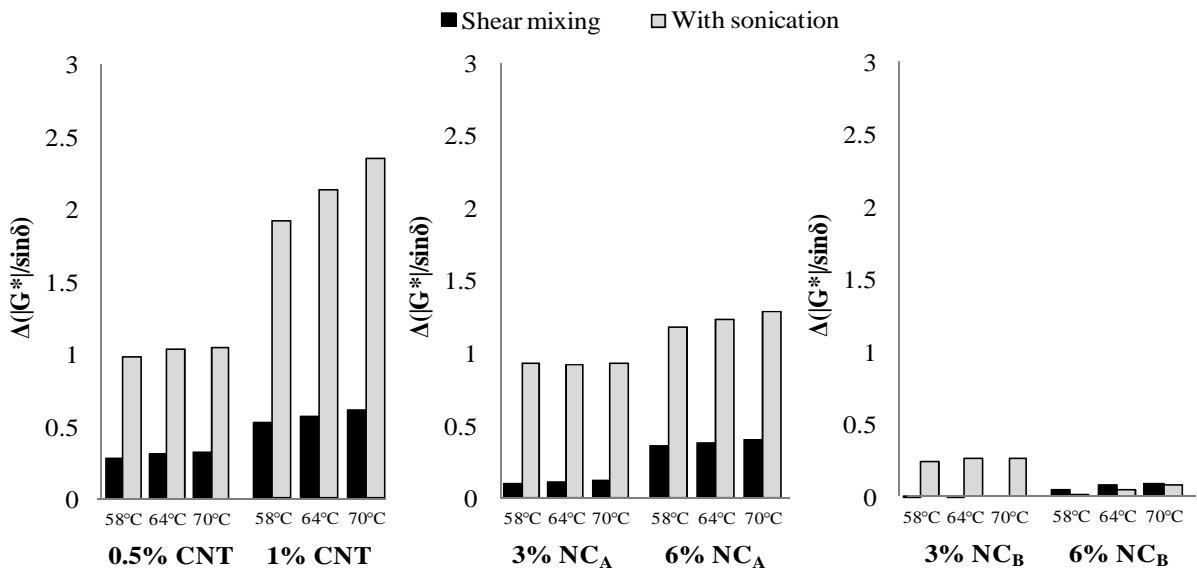 Shear mixing With sonication
Δ(|G*|/sinδ)
3
2.5
2
1.5
1
0.5
0
58°C 64°C 70°C 58°C 64°C 70°C
0.5% CNT 1% CNT
Δ(|G*|/sinδ)
3
2.5
2
1.5
1
0.5
0
58°C 64°C 70°C 58°C 64°C 70°C
3% NCA 6% NCA
Δ(|G*|/sinδ)
3
2.5
2
1.5
1
0.5
0
58°C 64°C 70°C 58°C 64°C 70°C
3% NCB 6% NCB